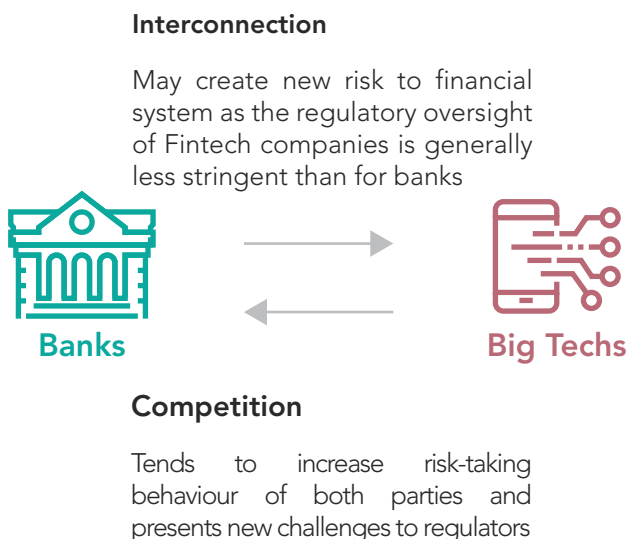 Interconnection
May create new risk to financial
system as the regulatory oversight
of Fintech companies is generally
less stringent than for banks
Banks
Big Techs
Competition
Tends to increase risk-taking
behaviour of both parties and
presents new challenges to regulators